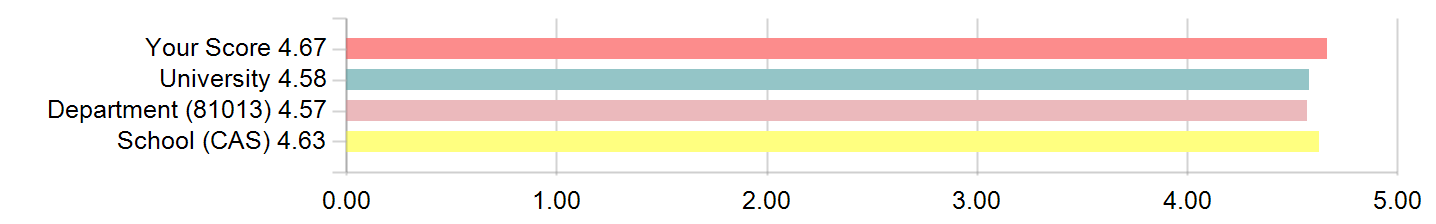 Your Score 4.67
University 4.58
Department (81013) 4.57
School (CAS) 4.63
0.00 1.00 2.00 3.00 4.00 5.00